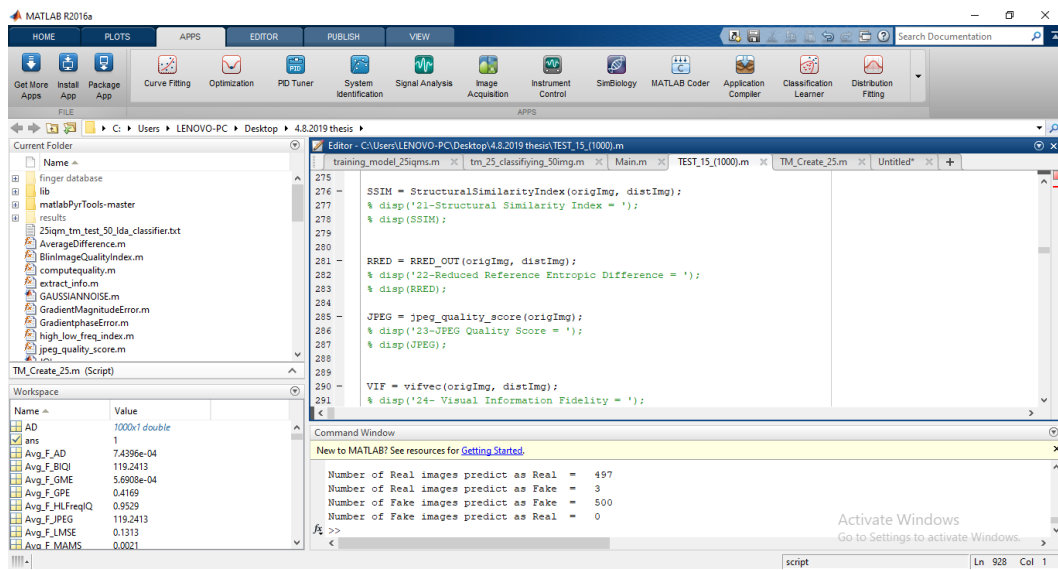 MATLAB R2016a
HOME PLOTS APPS EDITOR PUBLISH VIEW Search Documentation
Get More Apps Install App Package App Curve Fitting Optimization PID Tuner System Identification Signal Analysis Image Acquisition Instrument Control SimBiology MATLAB Coder Application Compiler Classification Learner Distribution Fitting
FILE APPS
C: Users LENOVO-PC Desktop 4.8.2019 thesis
Current Folder
Name
finger database
lib
matlabPyrTools-master
results
25iqm_tm_test_50_lda_classifier.txt
AverageDifference.m
BlinImageQualityIndex.m
computequality.m
extract_info.m
GAUSSIANNOISE.m
GradientMagnitudeError.m
GradientphaseError.m
high_low_freq_index.m
jpeg_quality_score.m
TM_Create_25.m (Script)
Workspace
Name Value
AD 1000x1 double
ans 1
Avg_F_AD 7.4396e-04
Avg_F_BIQI 119.2413
Avg_F_GME 5.6908e-04
Avg_F_GPE 0.4169
Avg_F_HLFreqIQ 0.9529
Avg_F_JPEG 119.2413
Avg_F_LMSE 0.1313
Avg_F_MAMS 0.0021
Editor - C:\Users\LENOVO-PC\Desktop\4.8.2019 thesis\TEST_15_(1000).m
training_model_25iqms.m tm_25_classifiying_50img.m Main.m TEST_15_(1000).m TM_Create_25.m Untitled* +
275
276 - SSIM = StructuralSimilarityIndex(origImg, distImg);
277 % disp('21-Structural Similarity Index = ');
278 % disp(SSIM);
279
280
281 - RRED = RRED_OUT(origImg, distImg);
282 % disp('22-Reduced Reference Entropic Difference = ');
283 % disp(RRED);
284
285 - JPEG = jpeg_quality_score(origImg);
286 % disp('23-JPEG Quality Score = ');
287 % disp(JPEG);
288
289
290 - VIF = vifvec(origImg, distImg);
291 % disp('24- Visual Information Fidelity = ');
Command Window
New to MATLAB? See resources for Getting Started.
Number of Real images predict as Real = 497
Number of Real images predict as Fake = 3
Number of Fake images predict as Fake = 500
Number of Fake images predict as Real = 0
fx >>
Activate Windows
Go to Settings to activate Windows.
script Ln 928 Col 1